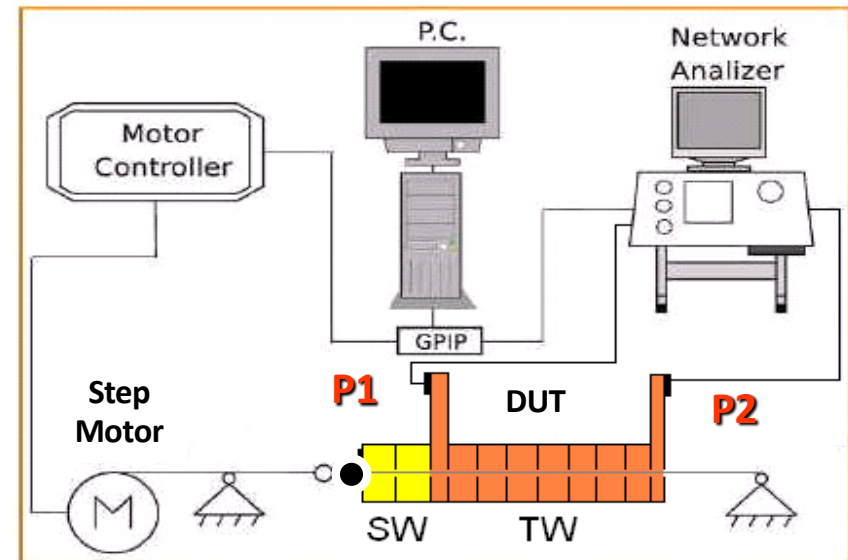 P.C.
Network
Analizer
Motor
Controller
GPIP
P1
DUT
P2
Step
Motor
M
SW
TW